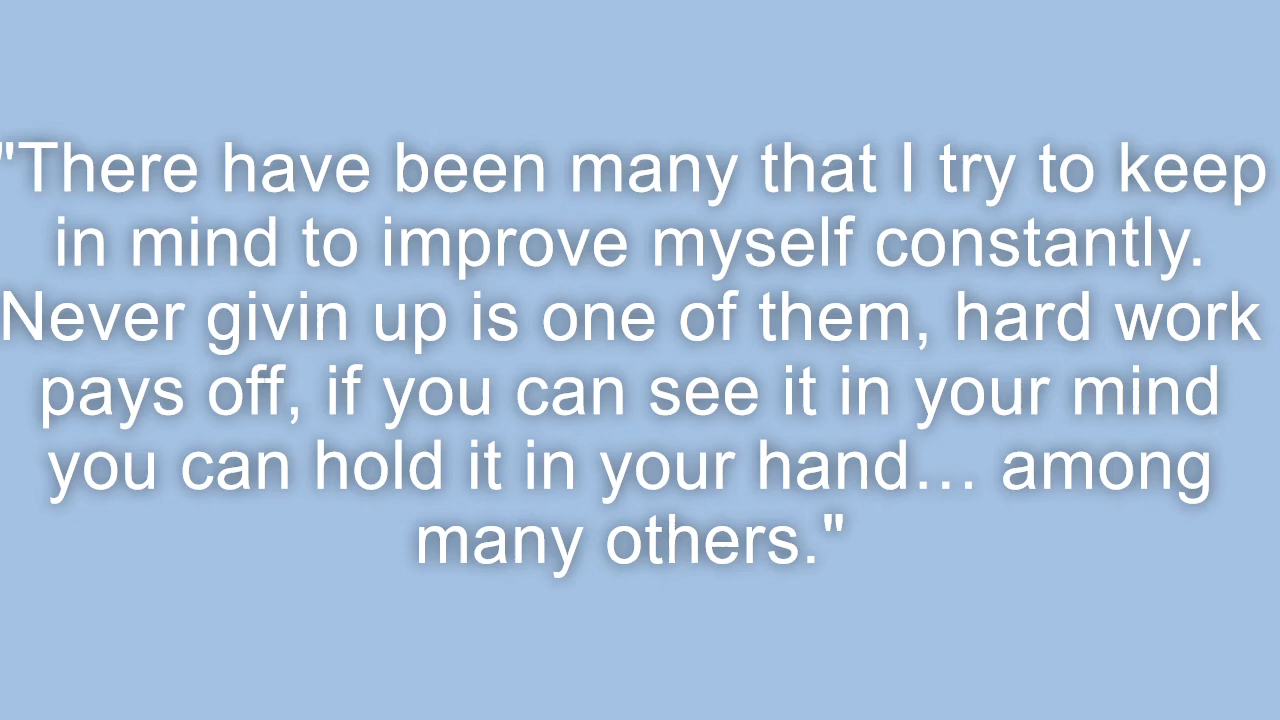 "There have been many that I try to keep
in mind to improve myself constantly.
Never givin up is one of them, hard work
pays off, if you can see it in your mind
you can hold it in your hand… among
many others."